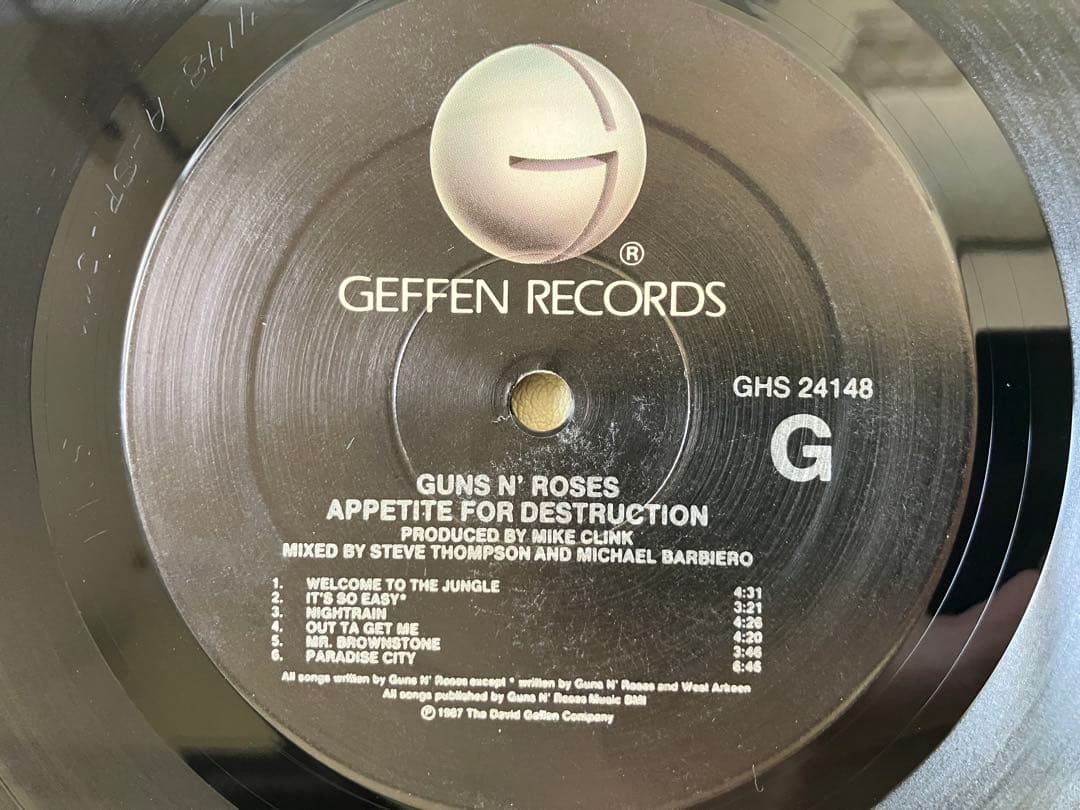 ®
GEFFEN RECORDS
GHS 24148
G
GUNS N' ROSES
APPETITE FOR DESTRUCTION
PRODUCED BY MIKE CLINK
MIXED BY STEVE THOMPSON AND MICHAEL BARBIERO
1. WELCOME TO THE JUNGLE 4:31
2. IT'S SO EASY* 3:21
3. NIGHTRAIN 4:26
4. OUT TA GET ME 4:20
5. MR. BROWNSTONE 3:46
6. PARADISE CITY 6:46
All songs written by Guns N' Roses except * written by Guns N' Roses and West Arkeen
All songs published by Guns N' Roses Music BMI
℗ 1987 The David Geffen Company